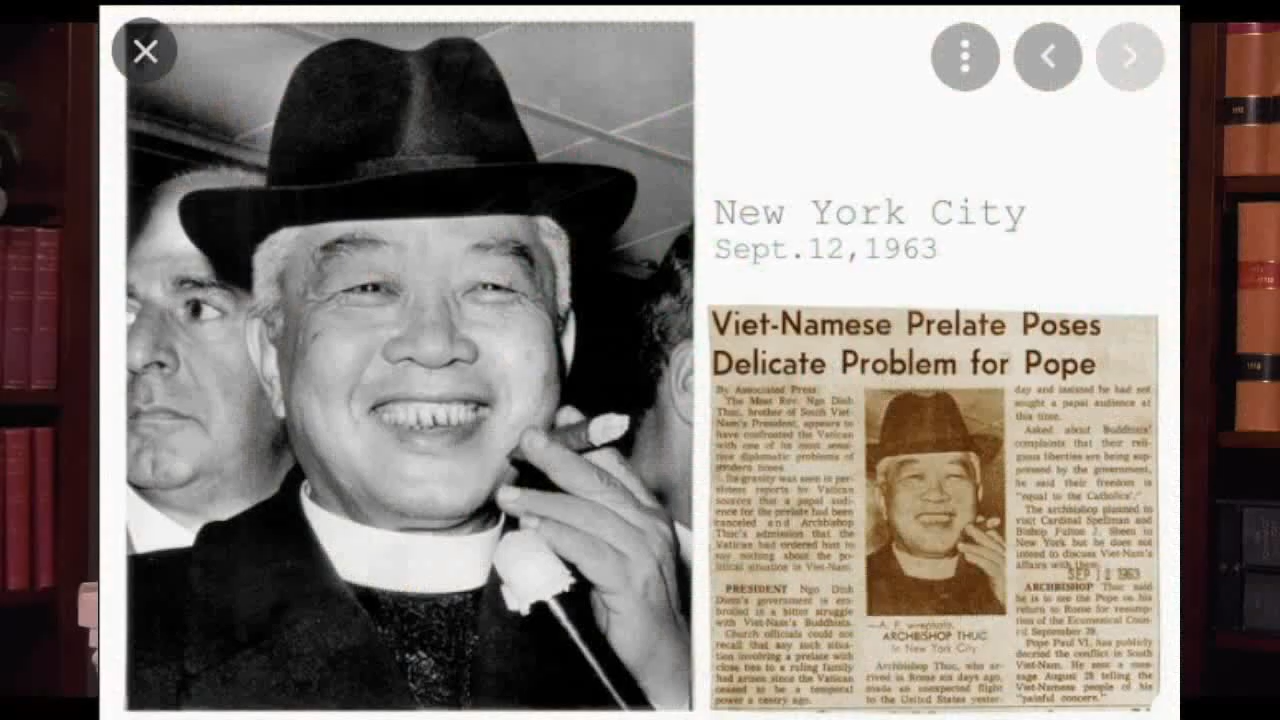 New York City
Sept.12,1963
Viet-Namese Prelate Poses
Delicate Problem for Pope
By Associated Press
The Most Rev. Ngo Dinh
Thuc, brother of South Viet-
Nam's President, appears to
have confronted the Vatican
with one of its most sensi-
tive diplomatic problems of
modern times.
Its gravity was seen in per-
sistent reports by Vatican
sources that a papal audi-
ence for the prelate had been
canceled and Archbishop
Thuc's admission that the
Vatican had ordered him to
say nothing about the po-
litical situation in Viet-Nam.
PRESIDENT Ngo Dinh
Diem's government is em-
broiled in a bitter struggle
with Viet-Nam's Buddhists.
Church officials could not
recall that any such situa-
tion involving a prelate with
close ties to a ruling family
had arisen since the Vatican
ceased to be a temporal
power a centry ago.
—A. P. wirephoto.
ARCHBISHOP THUC
In New York City
Archbishop Thuc, who ar-
rived in Rome six days ago,
made an unexpected flight
to the United States yester-
day and insisted he had not
sought a papal audience at
this time.
Asked about Buddhists'
complaints that their reli-
gious liberties are being sup-
pressed by the government,
he said their freedom is
"equal to the Catholics'."
The archbishop planned to
visit Cardinal Spellman and
Bishop Fulton J. Sheen in
New York but he does not
intend to discuss Viet-Nam's
affairs with them.
SEP 12 1963
ARCHBISHOP Thuc said
he is to see the Pope on his
return to Rome for resump-
tion of the Ecumenical Coun-
cil September 29.
Pope Paul VI, has publicly
decried the conflict in South
Viet-Nam. He sent a mes-
sage August 28 telling the
Viet-Namese people of his
"painful concern."